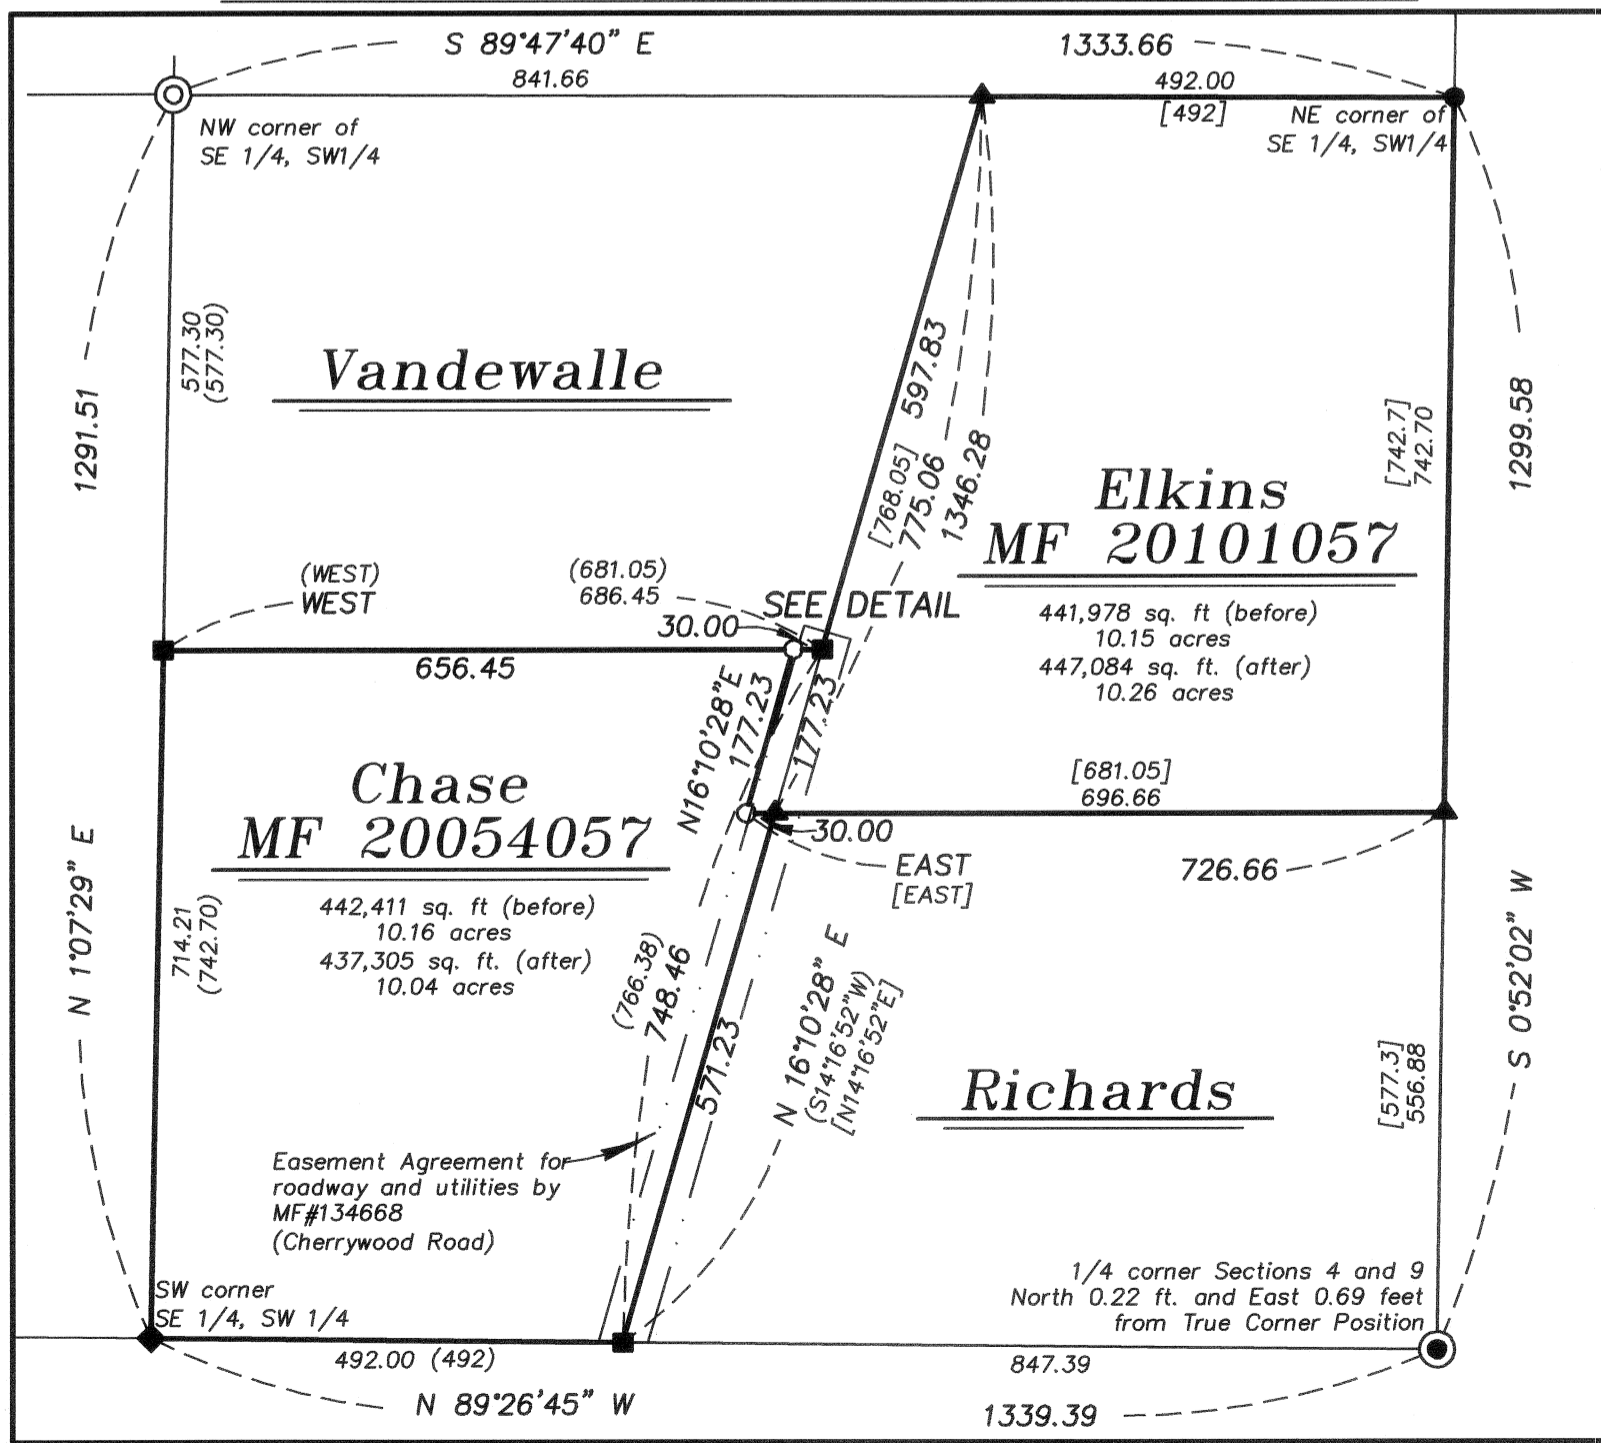 S 89°47'40" E
1333.66
841.66
492.00
[492]
NW corner of
SE 1/4, SW1/4
NE corner of
SE 1/4, SW1/4
577.30
(577.30)
1291.51
Vandewalle
597.83
[768.05]
775.06
1346.28
[742.7]
742.70
1299.58
Elkins
MF 20101057
441,978 sq. ft (before)
10.15 acres
447,084 sq. ft. (after)
10.26 acres
(WEST)
WEST
(681.05)
686.45
SEE DETAIL
30.00
656.45
N16°10'28"E
177.23
177.23
[681.05]
696.66
30.00
EAST
[EAST]
726.66
Chase
MF 20054057
442,411 sq. ft (before)
10.16 acres
437,305 sq. ft. (after)
10.04 acres
N 1°07'29" E
714.21
(742.70)
(766.38)
748.46
571.23
N 16°10'28" E
(S14°16'52"W)
[N14°16'52"E]
S 0°52'02" W
[577.3]
556.88
Richards
Easement Agreement for
roadway and utilities by
MF#134668
(Cherrywood Road)
SW corner
SE 1/4, SW 1/4
1/4 corner Sections 4 and 9
North 0.22 ft. and East 0.69 feet
from True Corner Position
492.00 (492)
847.39
N 89°26'45" W
1339.39